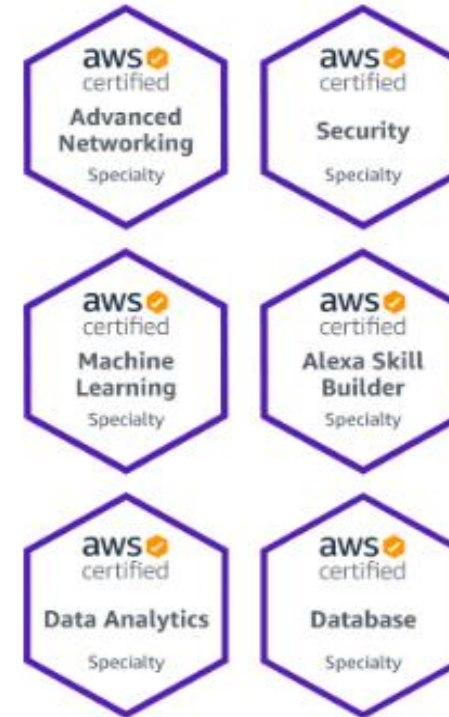 aws
certified
Advanced
Networking
Specialty
aws
certified
Security
Specialty
aws
certified
Machine
Learning
Specialty
aws
certified
Alexa Skill
Builder
Specialty
aws
certified
Data Analytics
Specialty
aws
certified
Database
Specialty